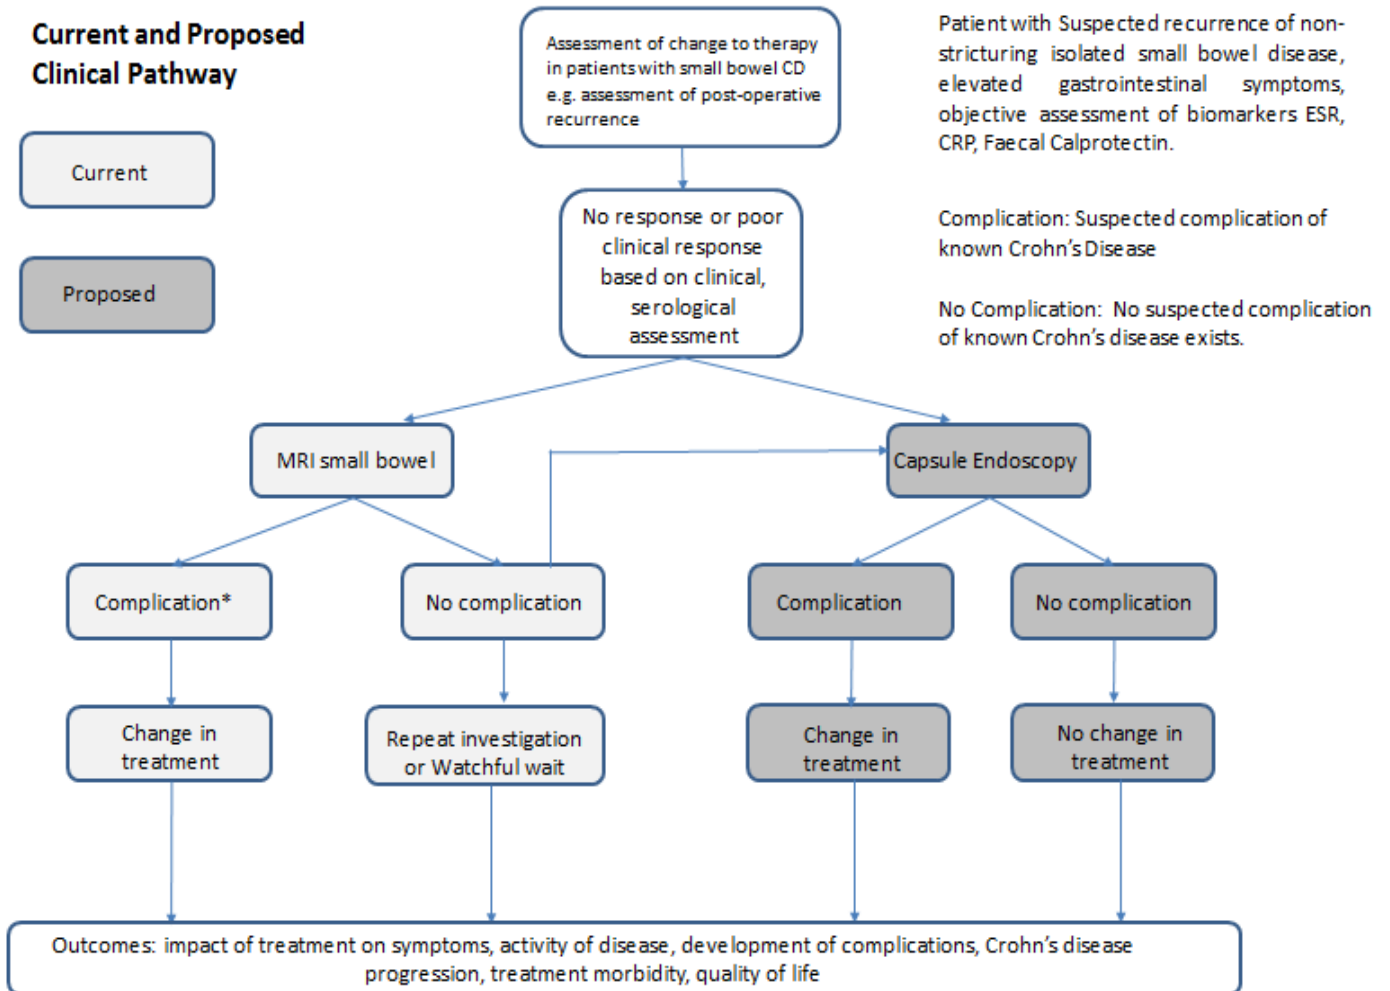 Current and Proposed
Clinical Pathway
Current
Proposed
Assessment of change to therapy
in patients with small bowel CD
e.g. assessment of post-operative
recurrence
Patient with Suspected recurrence of non-
stricturing isolated small bowel disease,
elevated gastrointestinal symptoms,
objective assessment of biomarkers ESR,
CRP, Faecal Calprotectin.
Complication: Suspected complication of
known Crohn's Disease
No Complication: No suspected complication
of known Crohn's disease exists.
No response or poor
clinical response
based on clinical,
serological
assessment
MRI small bowel
Capsule Endoscopy
Complication*
No complication
Complication
No complication
Change in
treatment
Repeat investigation
or Watchful wait
Change in
treatment
No change in
treatment
Outcomes: impact of treatment on symptoms, activity of disease, development of complications, Crohn's disease
progression, treatment morbidity, quality of life